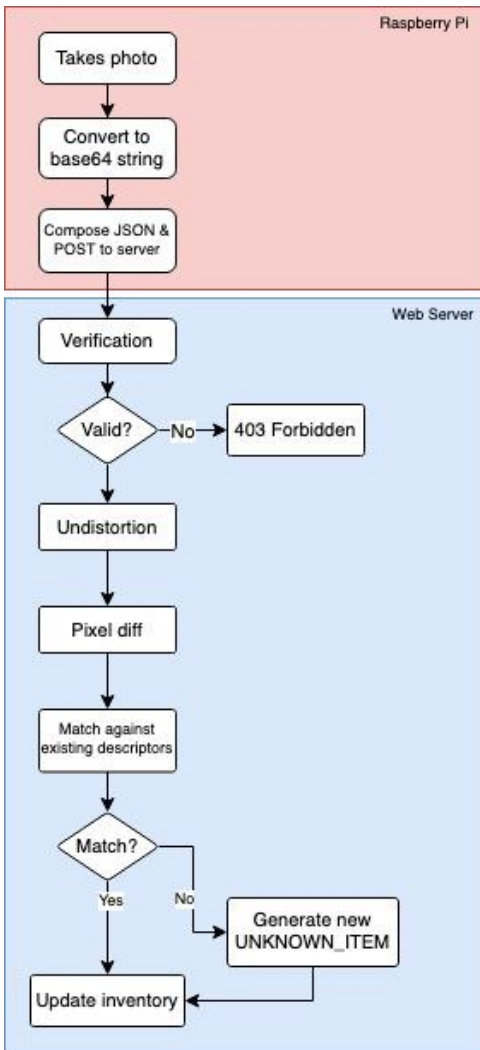 Raspberry Pi
Takes photo
Convert to
base64 string
Compose JSON &
POST to server
Web Server
Verification
Valid?
No
403 Forbidden
Undistortion
Pixel diff
Match against
existing descriptors
Match?
Yes
No
Generate new
UNKNOWN_ITEM
Update inventory